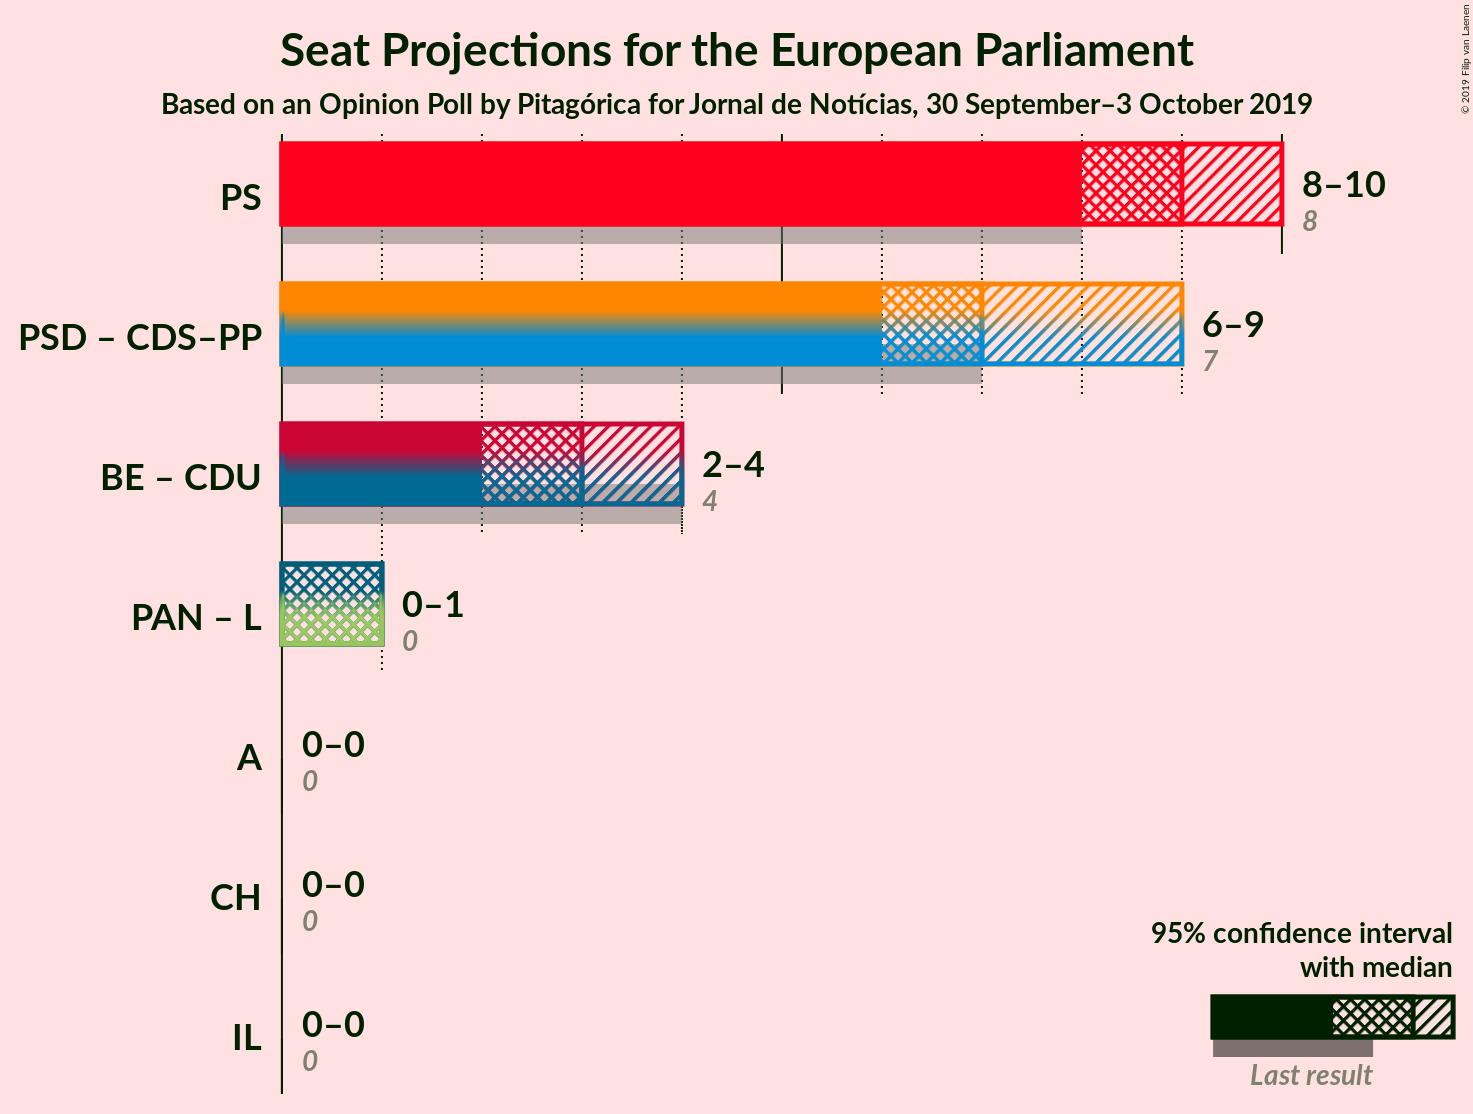 Seat Projections for the European Parliament
Based on an Opinion Poll by Pitagórica for Jornal de Notícias, 30 September–3 October 2019
© 2019 Filip van Laenen
PS
8–10
8
PSD – CDS–PP
6–9
7
BE – CDU
2–4
4
PAN – L
0–1
0
A
0–0
0
CH
0–0
0
IL
0–0
0
95% confidence interval
with median
Last result